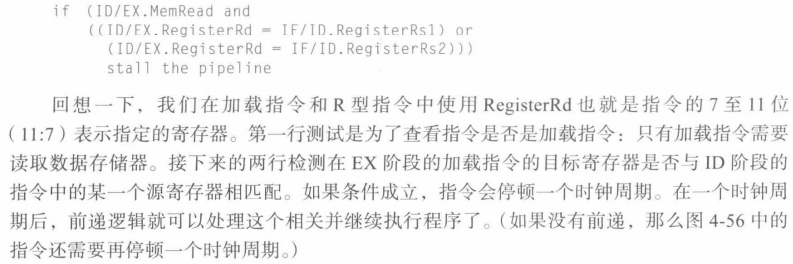 if (ID/EX.MemRead and
((ID/EX.RegisterRd = IF/ID.RegisterRs1) or
(ID/EX.RegisterRd = IF/ID.RegisterRs2)))
stall the pipeline
回想一下，我们在加载指令和 R 型指令中使用 RegisterRd 也就是指令的 7 至 11 位
（11:7）表示指定的寄存器。第一行测试是为了查看指令是否是加载指令：只有加载指令需要
读取数据存储器。接下来的两行检测在 EX 阶段的加载指令的目标寄存器是否与 ID 阶段的
指令中的某一个源寄存器相匹配。如果条件成立，指令会停顿一个时钟周期。在一个时钟周
期后，前递逻辑就可以处理这个相关并继续执行程序了。（如果没有前递，那么图 4-56 中的
指令还需要再停顿一个时钟周期。）